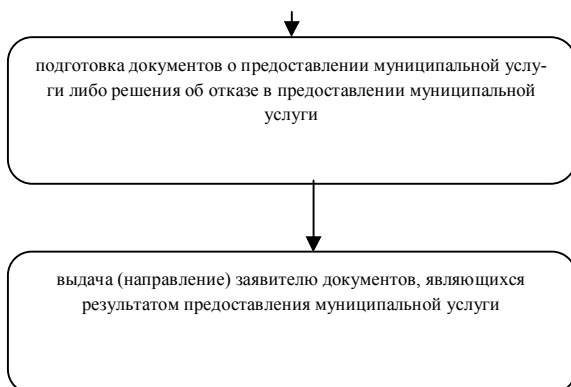 подготовка документов о предоставлении муниципальной услу-
ги либо решения об отказе в предоставлении муниципальной
услуги
выдача (направление) заявителю документов, являющихся
результатом предоставления муниципальной услуги